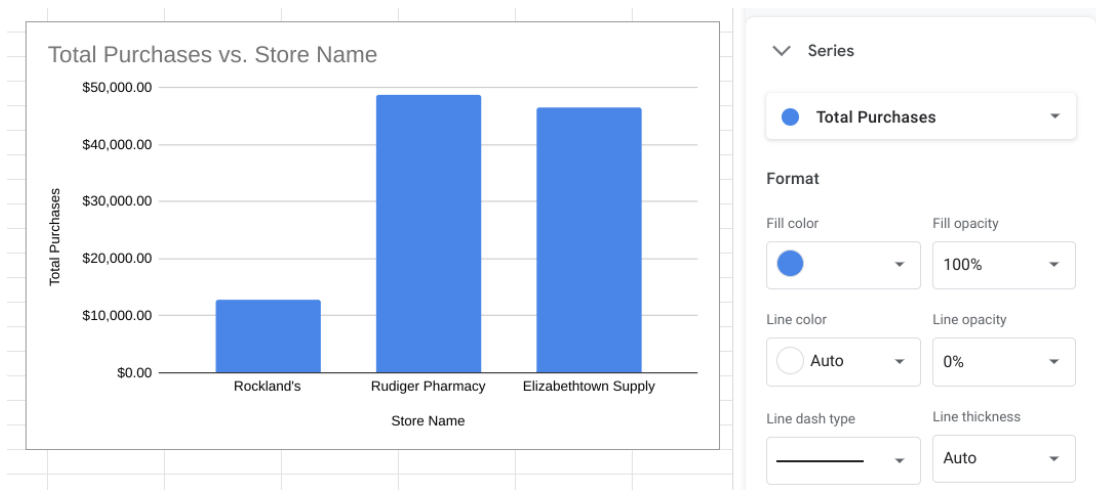 Total Purchases vs. Store Name
$50,000.00
$40,000.00
$30,000.00
$20,000.00
$10,000.00
$0.00
Total Purchases
Rockland's Rudiger Pharmacy Elizabethtown Supply
Store Name
Series
Total Purchases
Format
Fill color Fill opacity
100%
Line color Line opacity
Auto 0%
Line dash type Line thickness
Auto